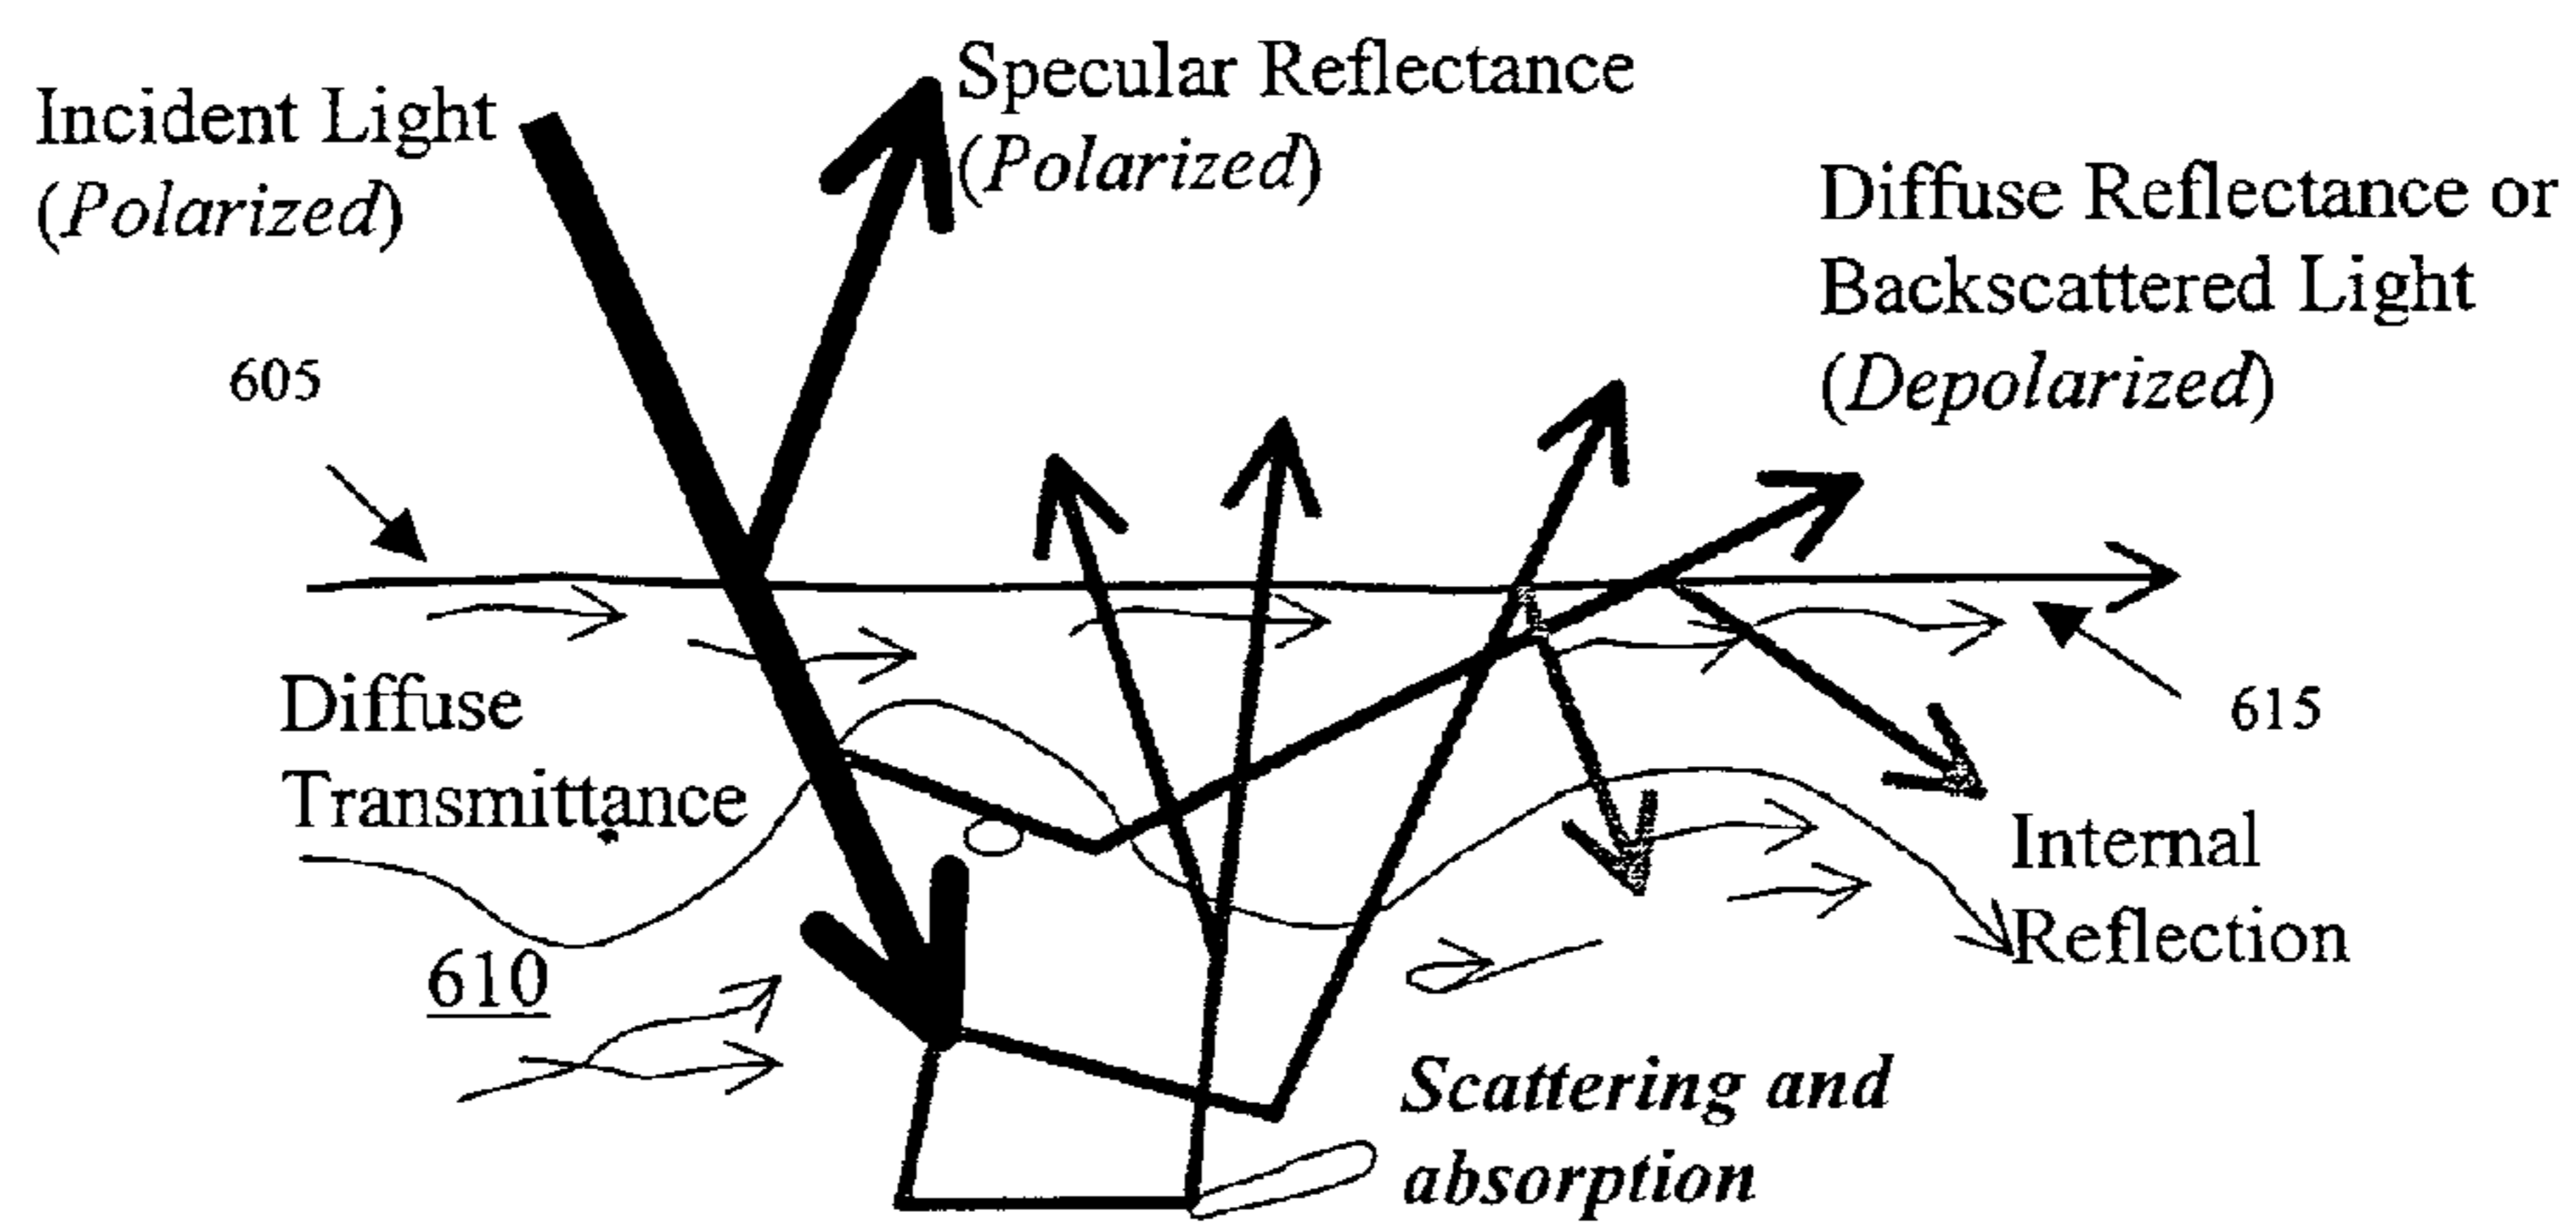 Incident Light
(Polarized)
Specular Reflectance
(Polarized)
Diffuse Reflectance or
Backscattered Light
(Depolarized)
605
Diffuse
Transmittance
615
610
Internal
Reflection
Scattering and
absorption